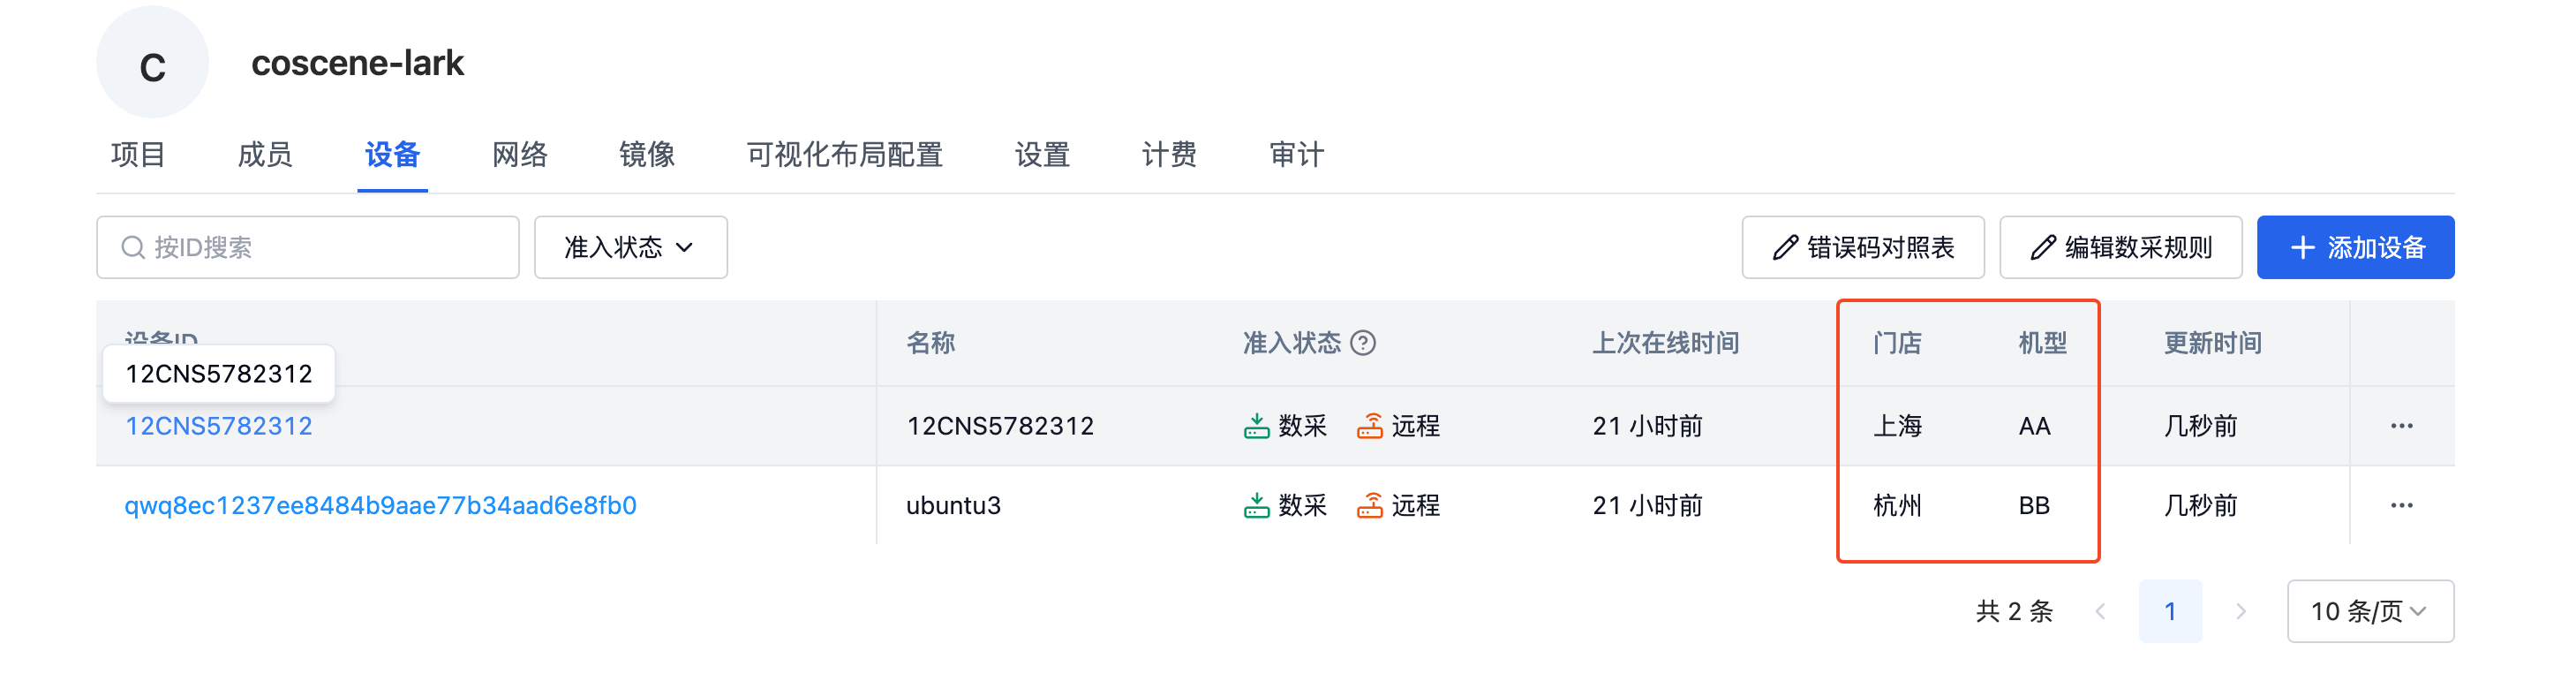 C
coscene-lark
项目 成员 设备 网络 镜像 可视化布局配置 设置 计费 审计
按ID搜索 准入状态 错误码对照表 编辑数采规则 添加设备
设备ID 名称 准入状态 上次在线时间 门店 机型 更新时间
12CNS5782312
12CNS5782312 12CNS5782312 数采 远程 21 小时前 上海 AA 几秒前
qwq8ec1237ee8484b9aae77b34aad6e8fb0 ubuntu3 数采 远程 21 小时前 杭州 BB 几秒前
共 2 条 1 10 条/页